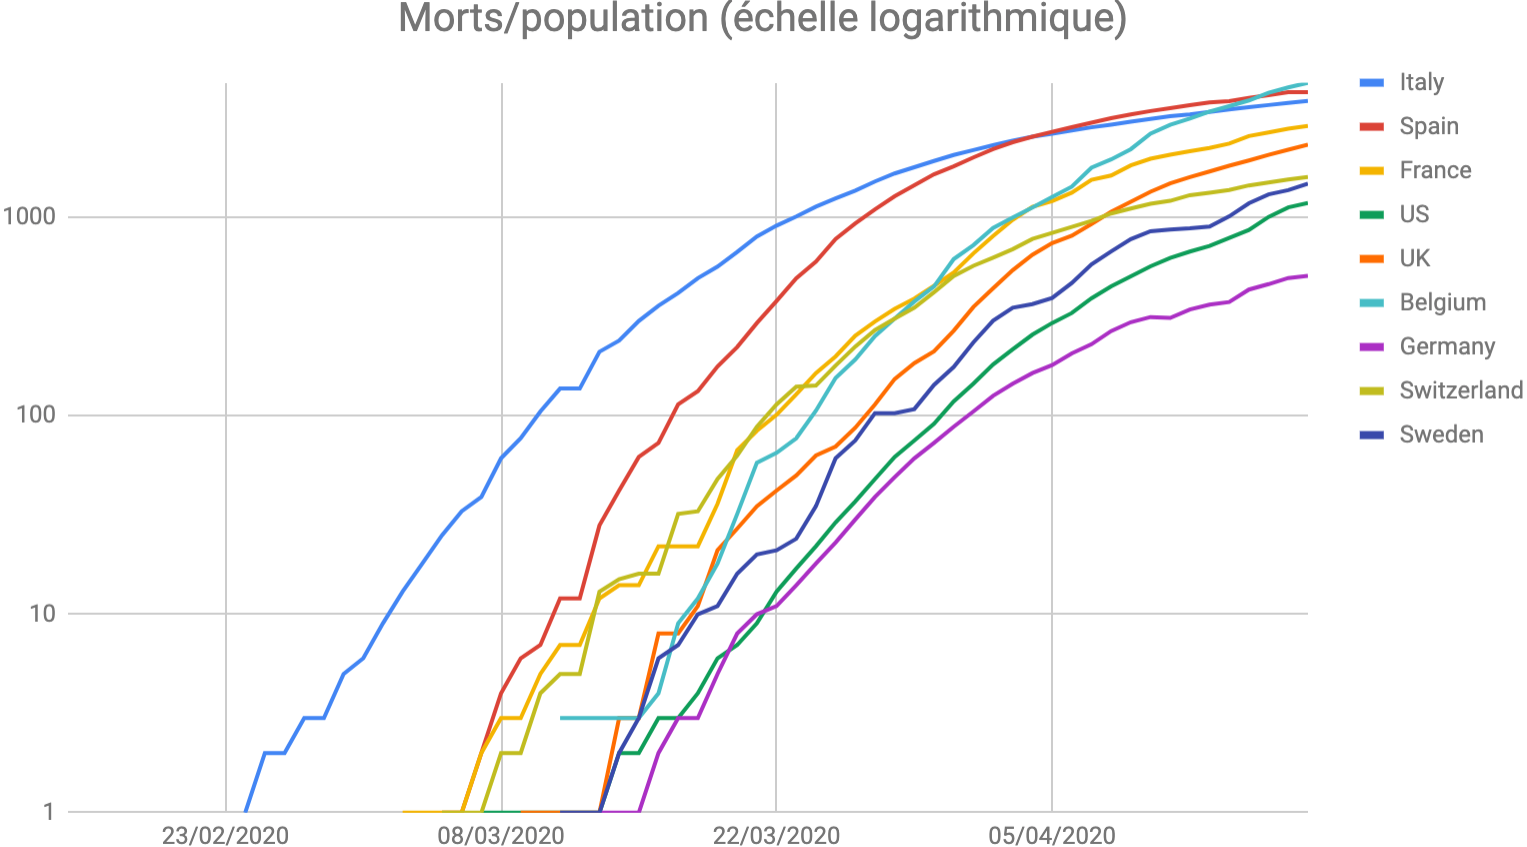 Morts/population (échelle logarithmique)
Italy
Spain
France
US
UK
Belgium
Germany
Switzerland
Sweden
1000
100
10
1
23/02/2020
08/03/2020
22/03/2020
05/04/2020